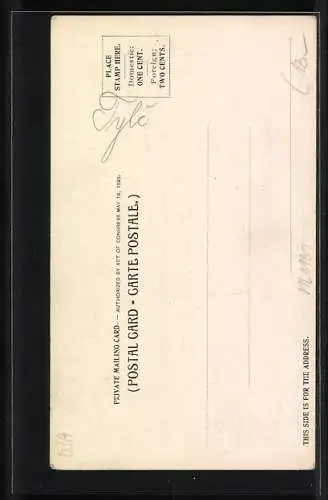 PLACE
STAMP HERE.
Domestic:
ONE CENT.
Foreign:
TWO CENTS.
PRIVATE MAILING CARD.— AUTHORIZED BY ACT OF CONGRESS MAY 19, 1898.
(POSTAL CARD - CARTE POSTALE.)
THIS SIDE IS FOR THE ADDRESS.